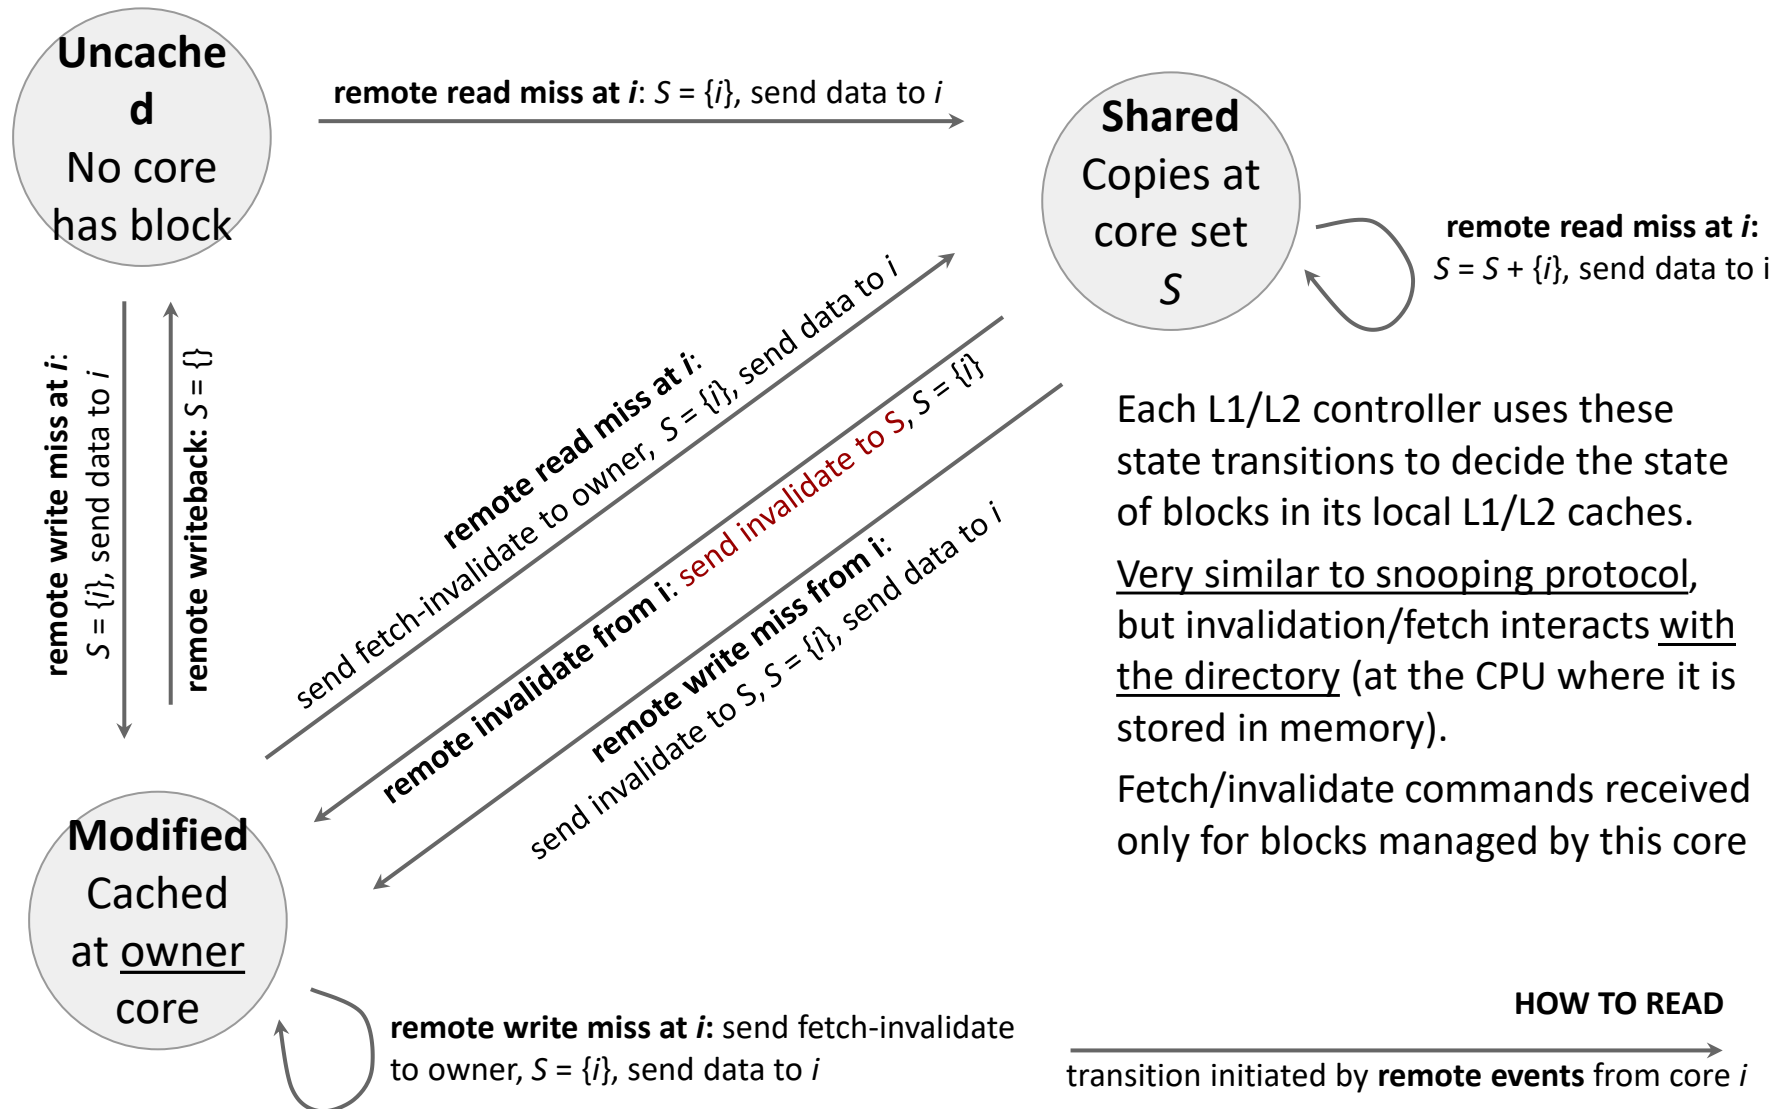 Uncache
d
No core
has block
remote read miss at i: S = {i}, send data to i
Shared
Copies at
core set
S
remote read miss at i:
S = S + {i}, send data to i
remote write miss at i:
S = {i}, send data to i
remote writeback: S = {}
remote read miss at i:
send fetch-invalidate to owner, S = {i}, send data to i
remote invalidate from i: send invalidate to S, S = {i}
remote write miss from i:
send invalidate to S, S = {i}, send data to i
Each L1/L2 controller uses these
state transitions to decide the state
of blocks in its local L1/L2 caches.
Very similar to snooping protocol,
but invalidation/fetch interacts with
the directory (at the CPU where it is
stored in memory).
Fetch/invalidate commands received
only for blocks managed by this core
Modified
Cached
at owner
core
remote write miss at i: send fetch-invalidate
to owner, S = {i}, send data to i
HOW TO READ
transition initiated by remote events from core i